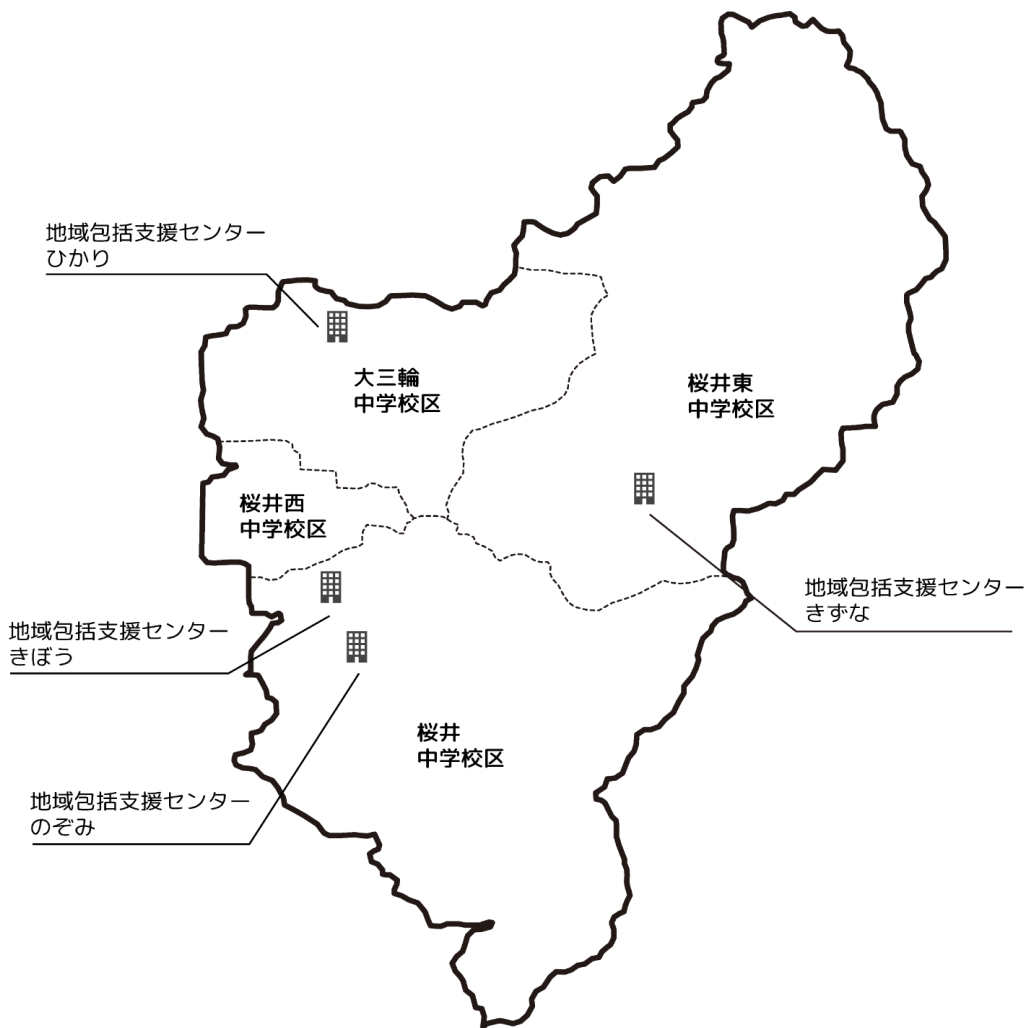 地域包括支援センター
ひかり
大三輪
中学校区
桜井東
中学校区
桜井西
中学校区
地域包括支援センター
きずな
地域包括支援センター
きぼう
桜井
中学校区
地域包括支援センター
のぞみ